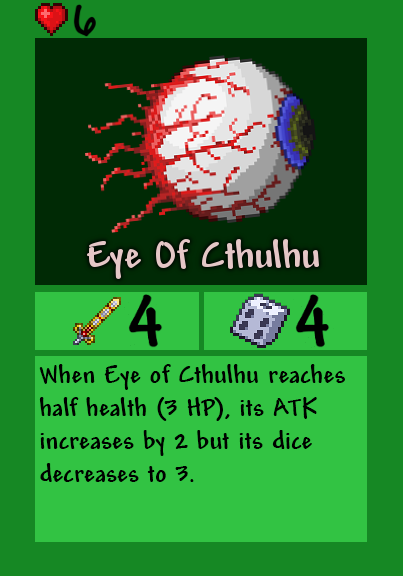 6
Eye Of Cthulhu
4 4
When Eye of Cthulhu reaches
half health (3 HP), its ATK
increases by 2 but its dice
decreases to 3.